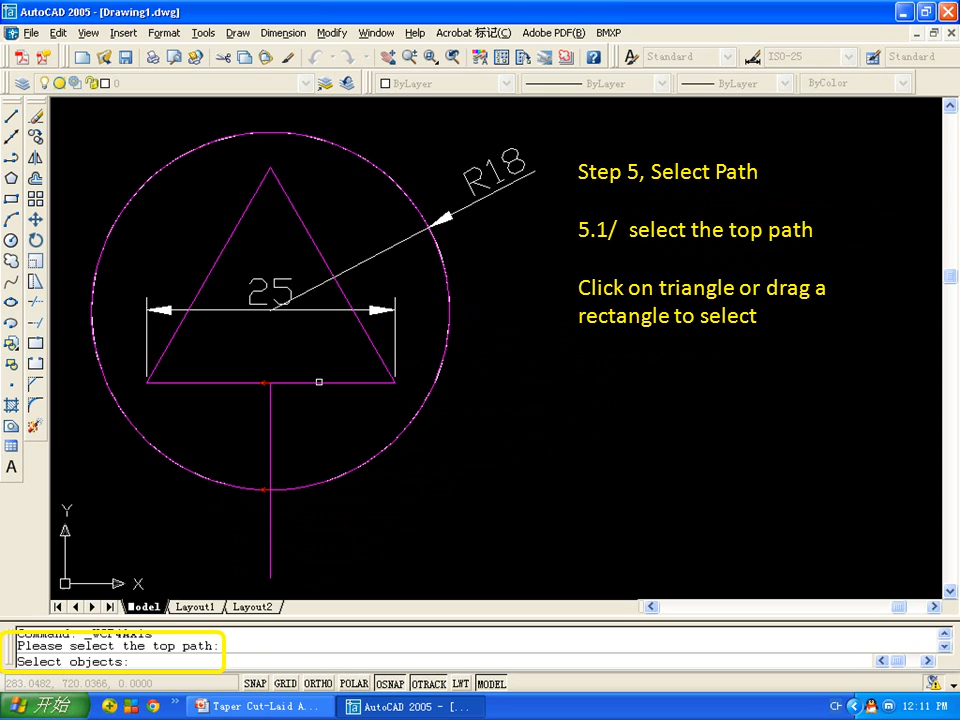 AutoCAD 2005 - [Drawing1.dwg]
File Edit View Insert Format Tools Draw Dimension Modify Window Help Acrobat 标记(C) Adobe PDF(B) BMXP
Standard ISO-25 Standard
0 ByLayer ByLayer ByLayer ByColor
R18
25
Step 5, Select Path
5.1/ select the top path
Click on triangle or drag a
rectangle to select
Y
X
Model Layout1 Layout2
Please select the top path:
Select objects:
283.0482, 720.0366, 0.0000 SNAP GRID ORTHO POLAR OSNAP OTRACK LWT MODEL
开始 Taper Cut-Laid A... AutoCAD 2005 - [... CH 12:11 PM